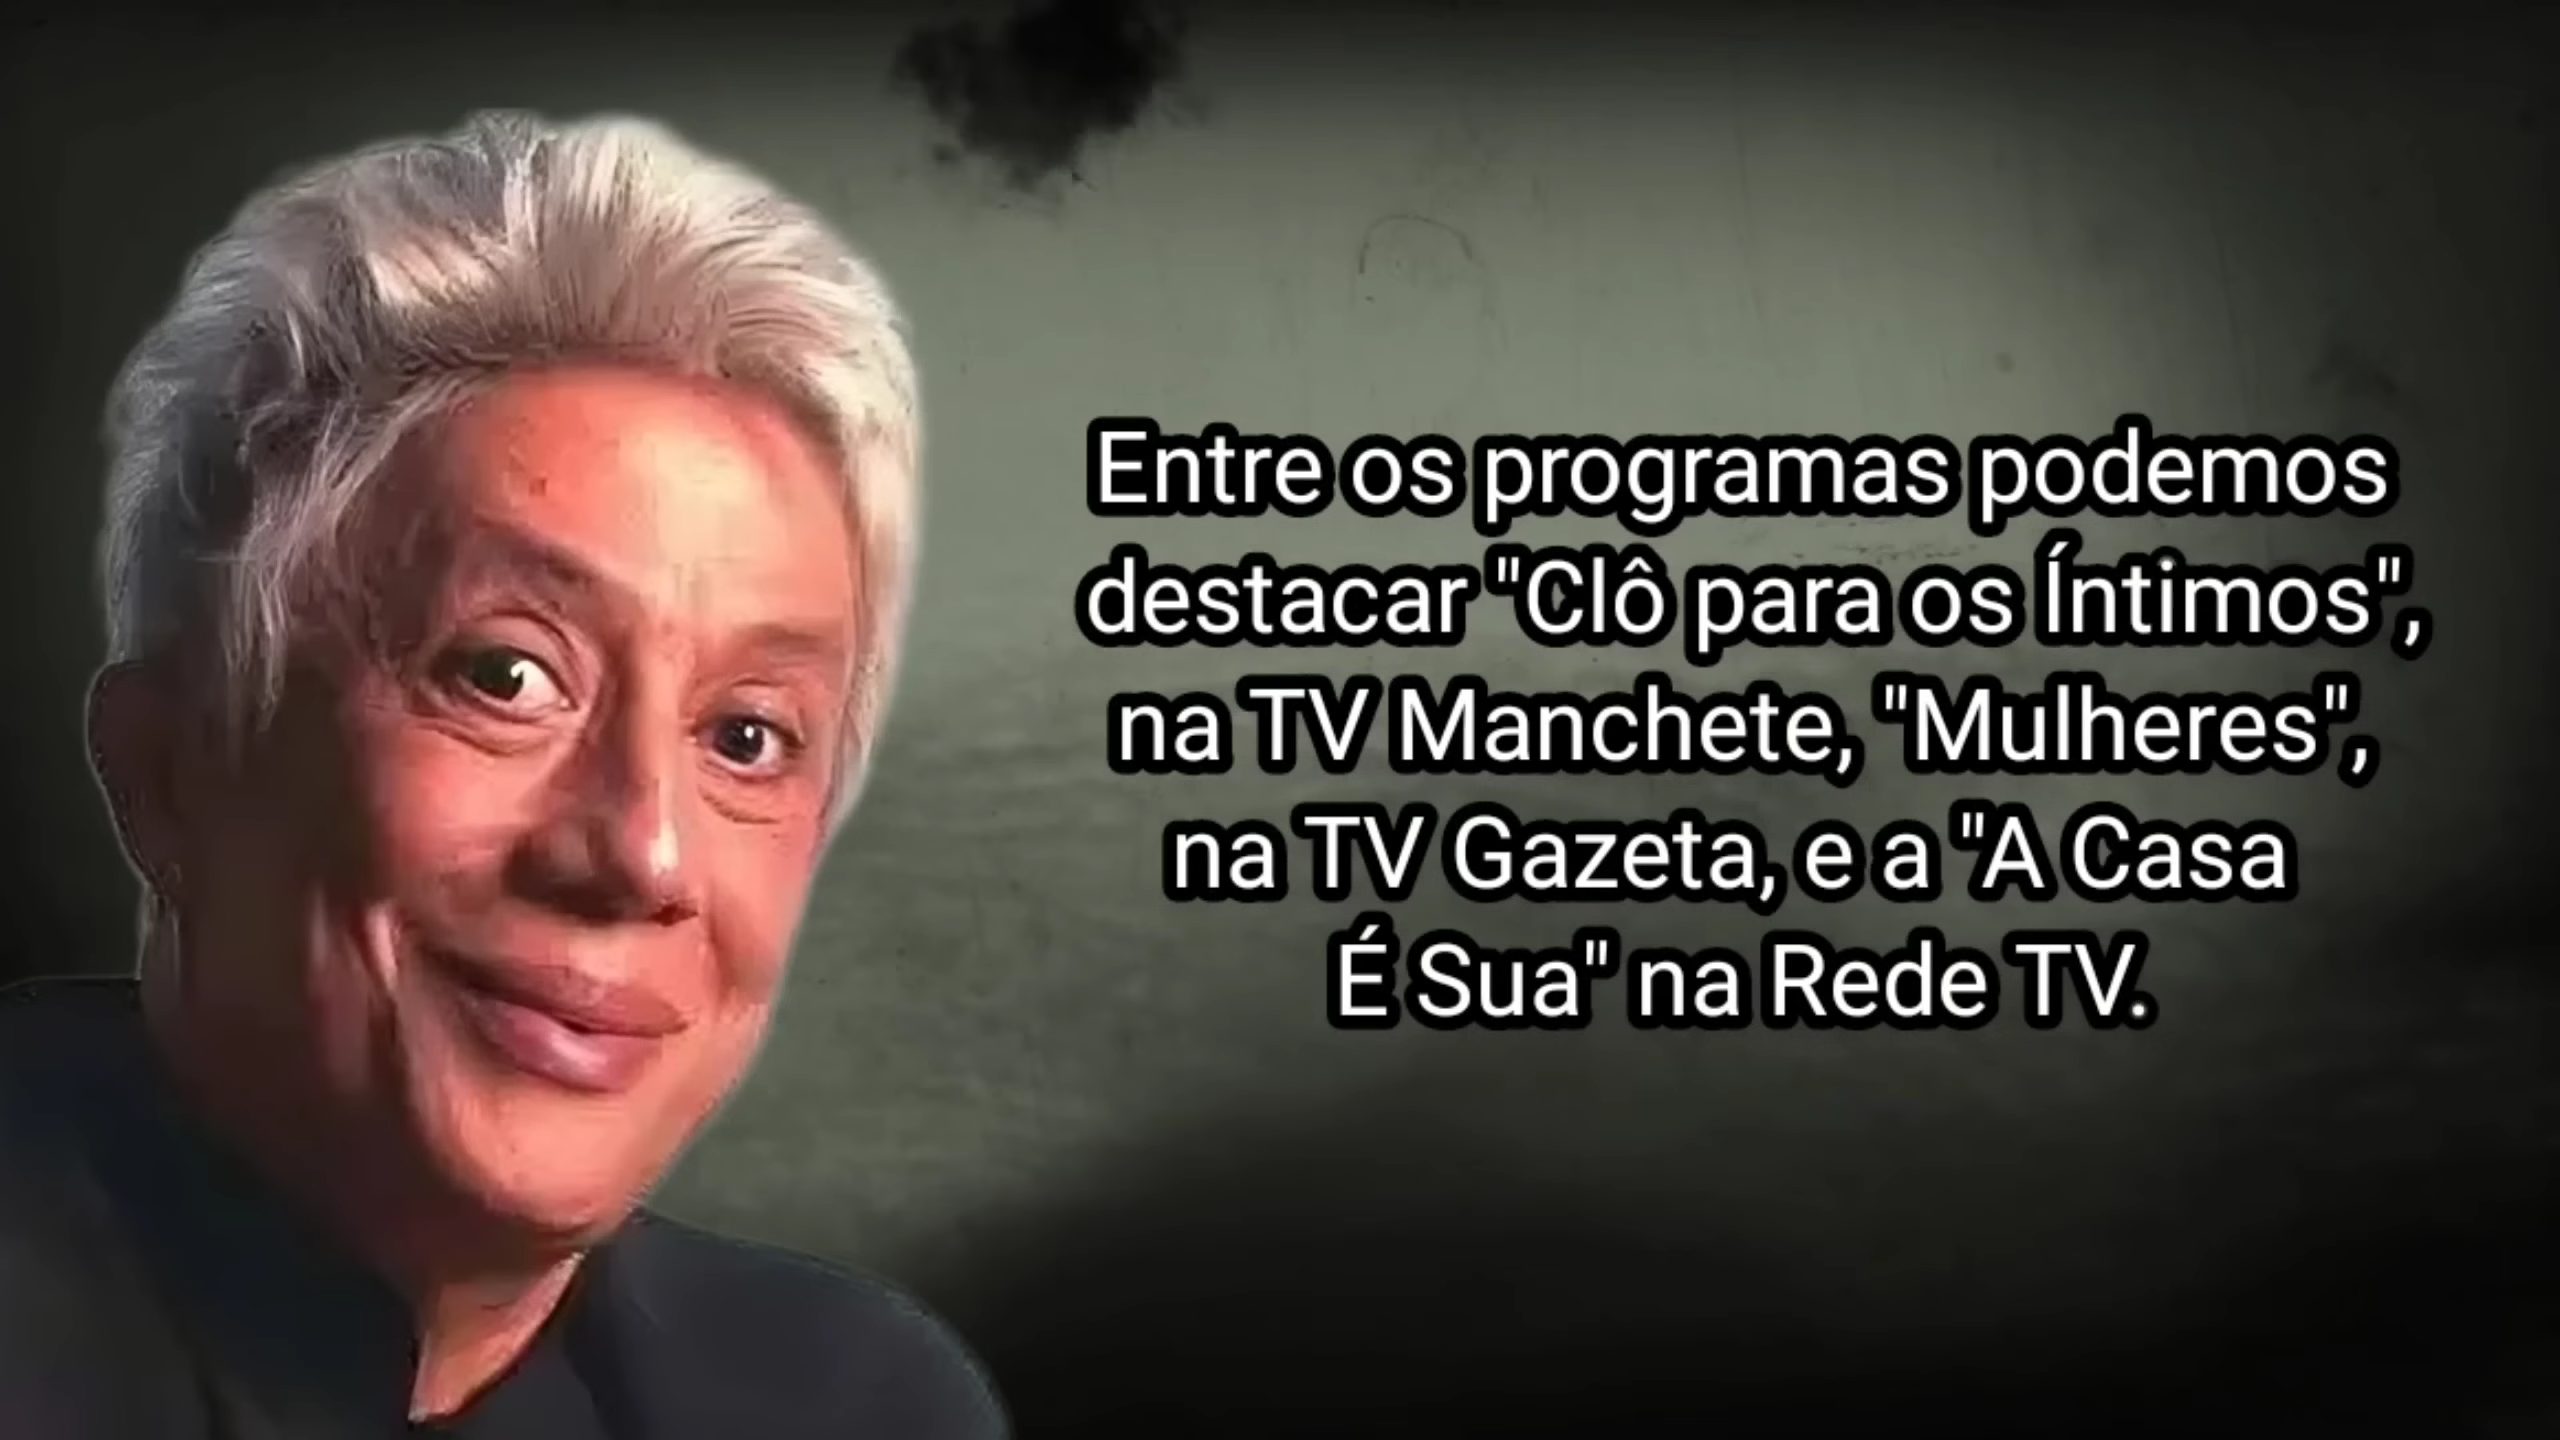 Entre os programas podemos
destacar "Clô para os Íntimos",
na TV Manchete, "Mulheres",
na TV Gazeta, e a "A Casa
É Sua" na Rede TV.